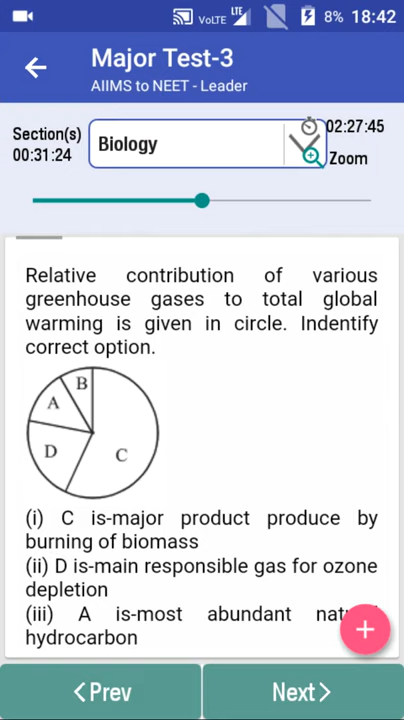 VoLTE LTE 8% 18:42
Major Test-3
AIIMS to NEET - Leader
Section(s)
00:31:24
Biology
02:27:45
Zoom
Relative contribution of various
greenhouse gases to total global
warming is given in circle. Indentify
correct option.
B
A
D
C
(i) C is-major product produce by
burning of biomass
(ii) D is-main responsible gas for ozone
depletion
(iii) A is-most abundant
hydrocarbon
+
<Prev
Next>